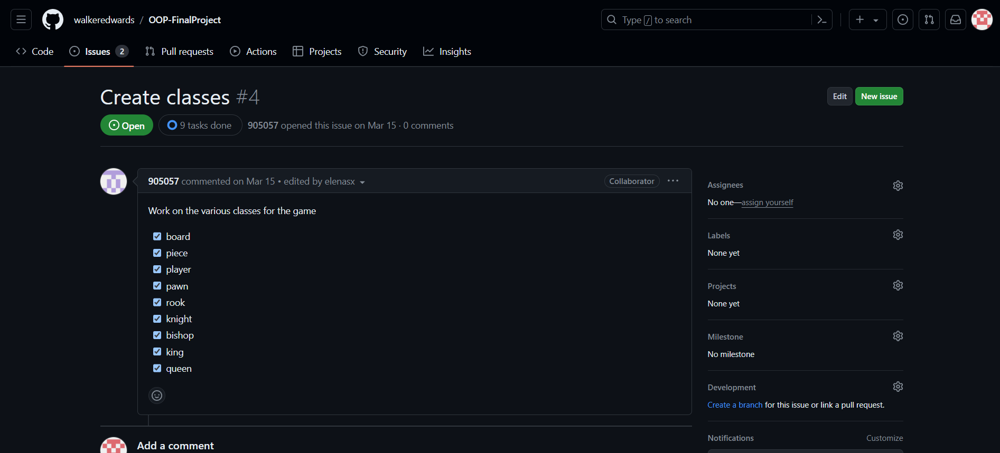 walkeredwards / OOP-FinalProject
Type / to search
Code Issues 2 Pull requests Actions Projects Security Insights
Create classes #4
Edit New issue
Open 9 tasks done 905057 opened this issue on Mar 15 · 0 comments
905057 commented on Mar 15 • edited by elenasx Collaborator
Work on the various classes for the game
board
piece
player
pawn
rook
knight
bishop
king
queen
Add a comment
Assignees
No one—assign yourself
Labels
None yet
Projects
None yet
Milestone
No milestone
Development
Create a branch for this issue or link a pull request.
Notifications Customize